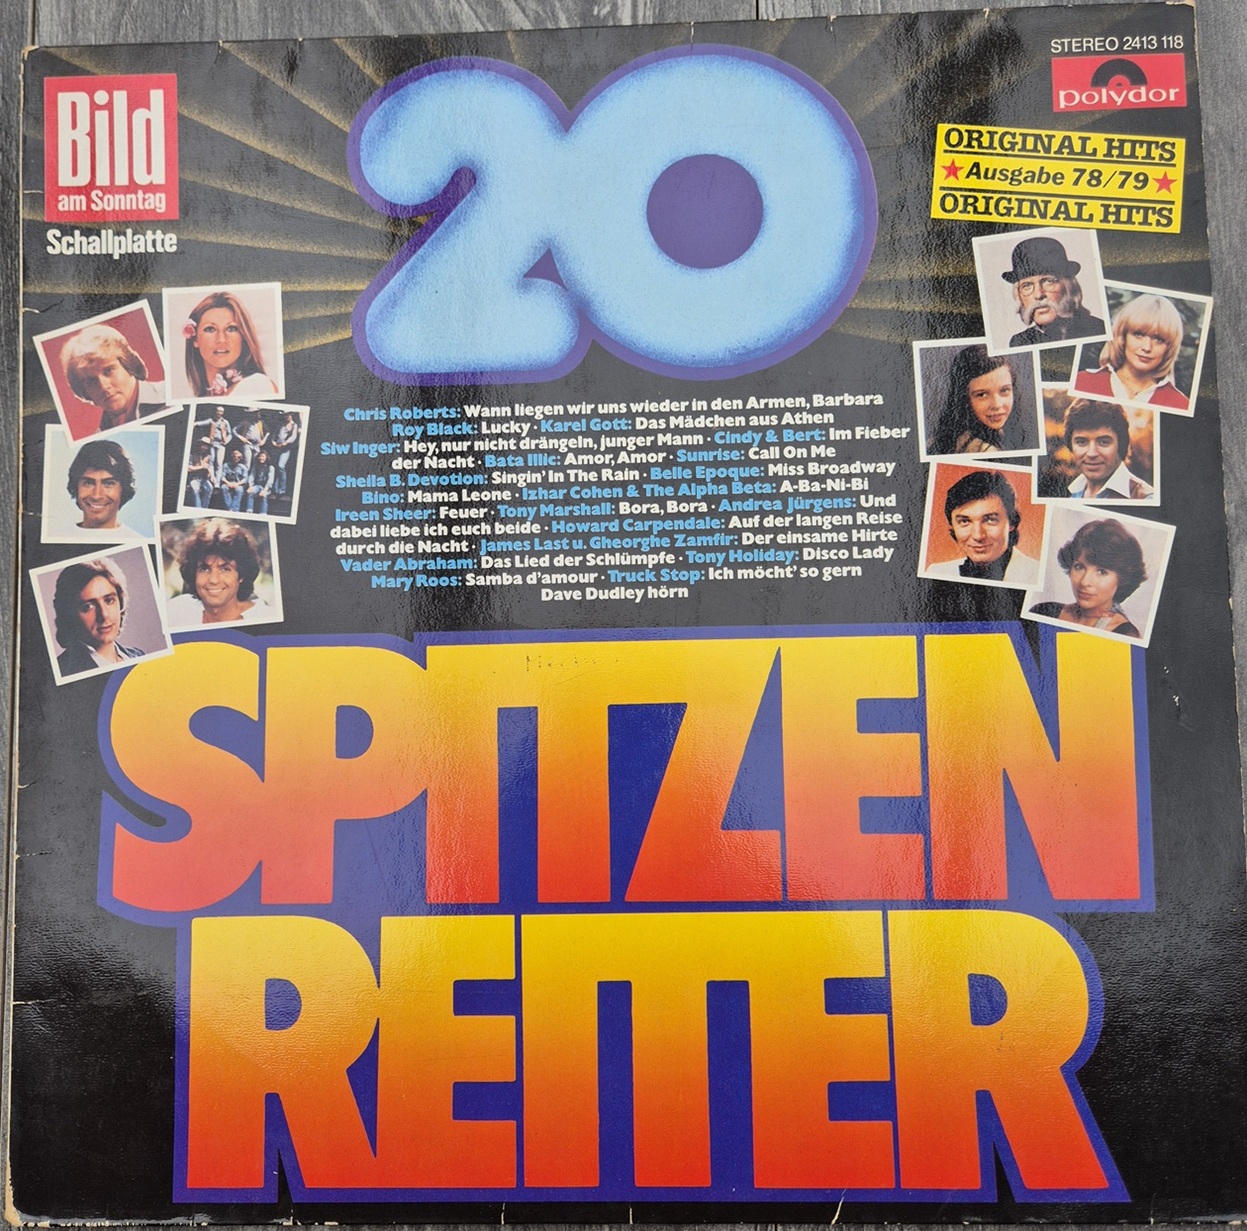 STEREO 2413 118
Bild
am Sonntag
Schallplatte
20
polydor
ORIGINAL HITS
Ausgabe 78/79
ORIGINAL HITS
Chris Roberts: Wann liegen wir uns wieder in den Armen, Barbara
Roy Black: Lucky · Karel Gott: Das Mädchen aus Athen
Siw Inger: Hey, nur nicht drängeln, junger Mann · Cindy & Bert: Im Fieber
der Nacht · Bata Illic: Amor, Amor · Sunrise: Call On Me
Sheila B. Devotion: Singin' In The Rain · Belle Epoque: Miss Broadway
Bino: Mama Leone · Izhar Cohen & The Alpha Beta: A-Ba-Ni-Bi
Ireen Sheer: Feuer · Tony Marshall: Bora, Bora · Andrea Jürgens: Und
dabei liebe ich euch beide · Howard Carpendale: Auf der langen Reise
durch die Nacht · James Last u. Gheorghe Zamfir: Der einsame Hirte
Vader Abraham: Das Lied der Schlümpfe · Tony Holiday: Disco Lady
Mary Roos: Samba d'amour · Truck Stop: Ich möcht' so gern
Dave Dudley hörn
SPITZEN
REITER